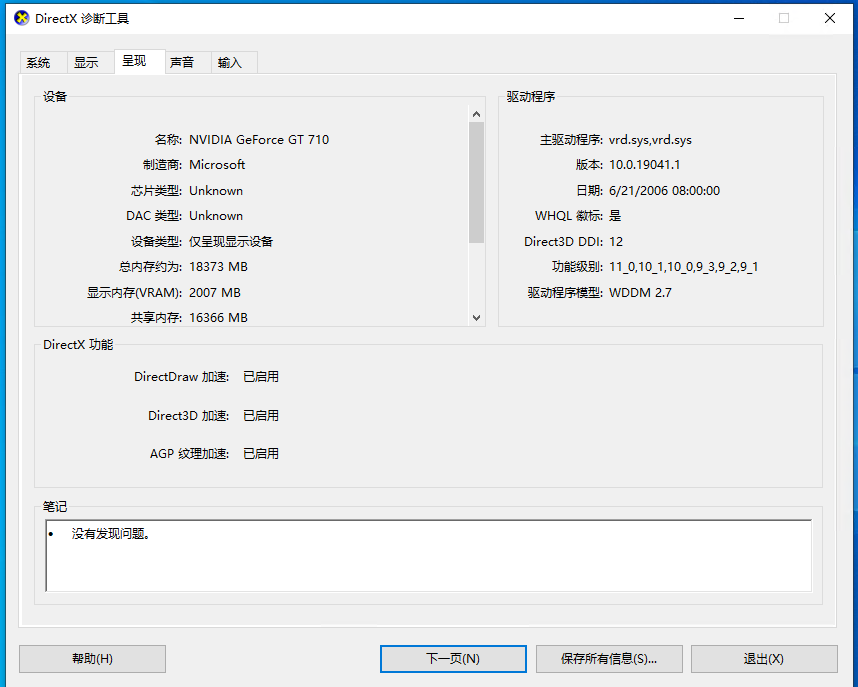 DirectX 诊断工具
系统 显示 呈现 声音 输入
设备
名称: NVIDIA GeForce GT 710
制造商: Microsoft
芯片类型: Unknown
DAC 类型: Unknown
设备类型: 仅呈现显示设备
总内存约为: 18373 MB
显示内存(VRAM): 2007 MB
共享内存: 16366 MB
驱动程序
主驱动程序: vrd.sys,vrd.sys
版本: 10.0.19041.1
日期: 6/21/2006 08:00:00
WHQL 徽标: 是
Direct3D DDI: 12
功能级别: 11_0,10_1,10_0,9_3,9_2,9_1
驱动程序模型: WDDM 2.7
DirectX 功能
DirectDraw 加速: 已启用
Direct3D 加速: 已启用
AGP 纹理加速: 已启用
笔记
• 没有发现问题。
帮助(H) 下一页(N) 保存所有信息(S)... 退出(X)